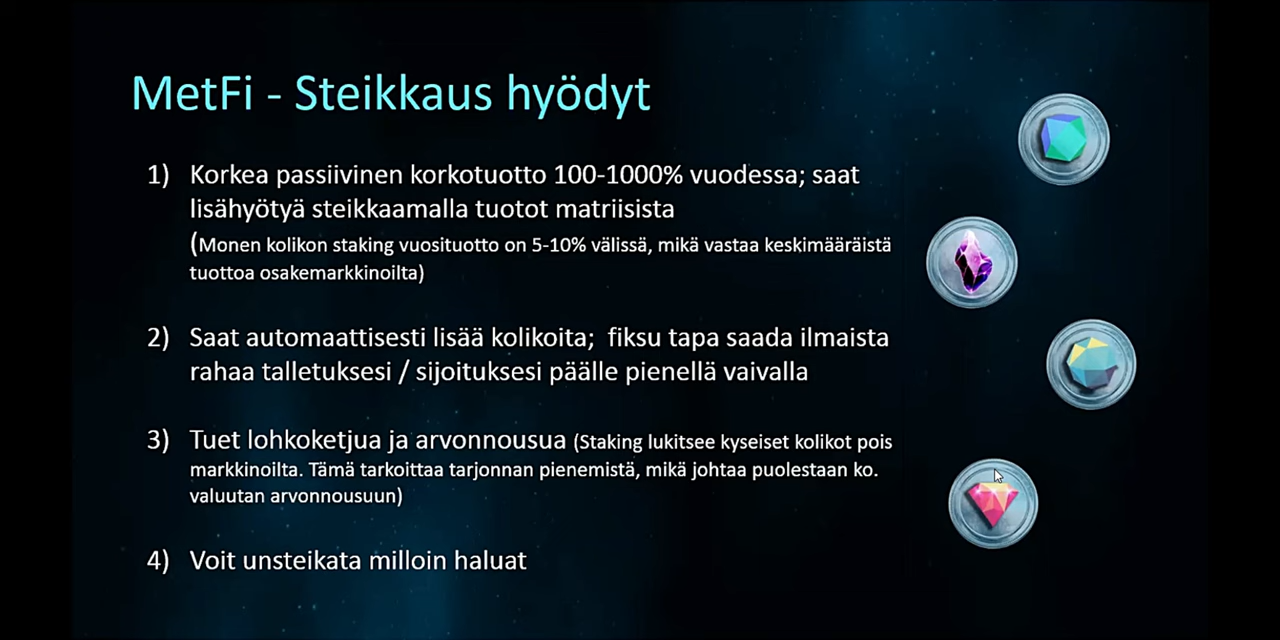 MetFi - Steikkaus hyödyt
1) Korkea passiivinen korkotuotto 100-1000% vuodessa; saat
lisähyötyä steikkaamalla tuotot matriisista
(Monen kolikon staking vuosituotto on 5-10% välissä, mikä vastaa keskimääräistä
tuottoa osakemarkkinoilta)
2) Saat automaattisesti lisää kolikoita; fiksu tapa saada ilmaista
rahaa talletuksesi / sijoituksesi päälle pienellä vaivalla
3) Tuet lohkoketjua ja arvonnousua (Staking lukitsee kyseiset kolikot pois
markkinoilta. Tämä tarkoittaa tarjonnan pienemistä, mikä johtaa puolestaan ko.
valuutan arvonnousuun)
4) Voit unsteikata milloin haluat